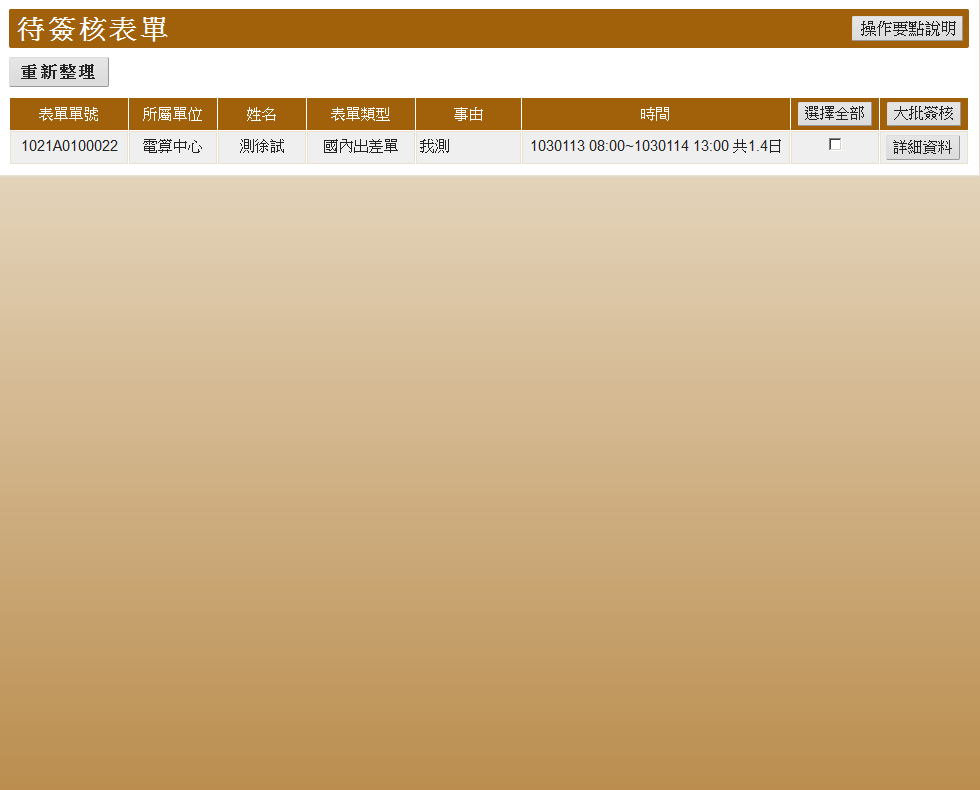 待簽核表單 操作要點說明
重新整理
表單單號 所屬單位 姓名 表單類型 事由 時間 選擇全部 大批簽核
1021A0100022 電算中心 測徐試 國內出差單 我測 1030113 08:00~1030114 13:00 共1.4日 詳細資料